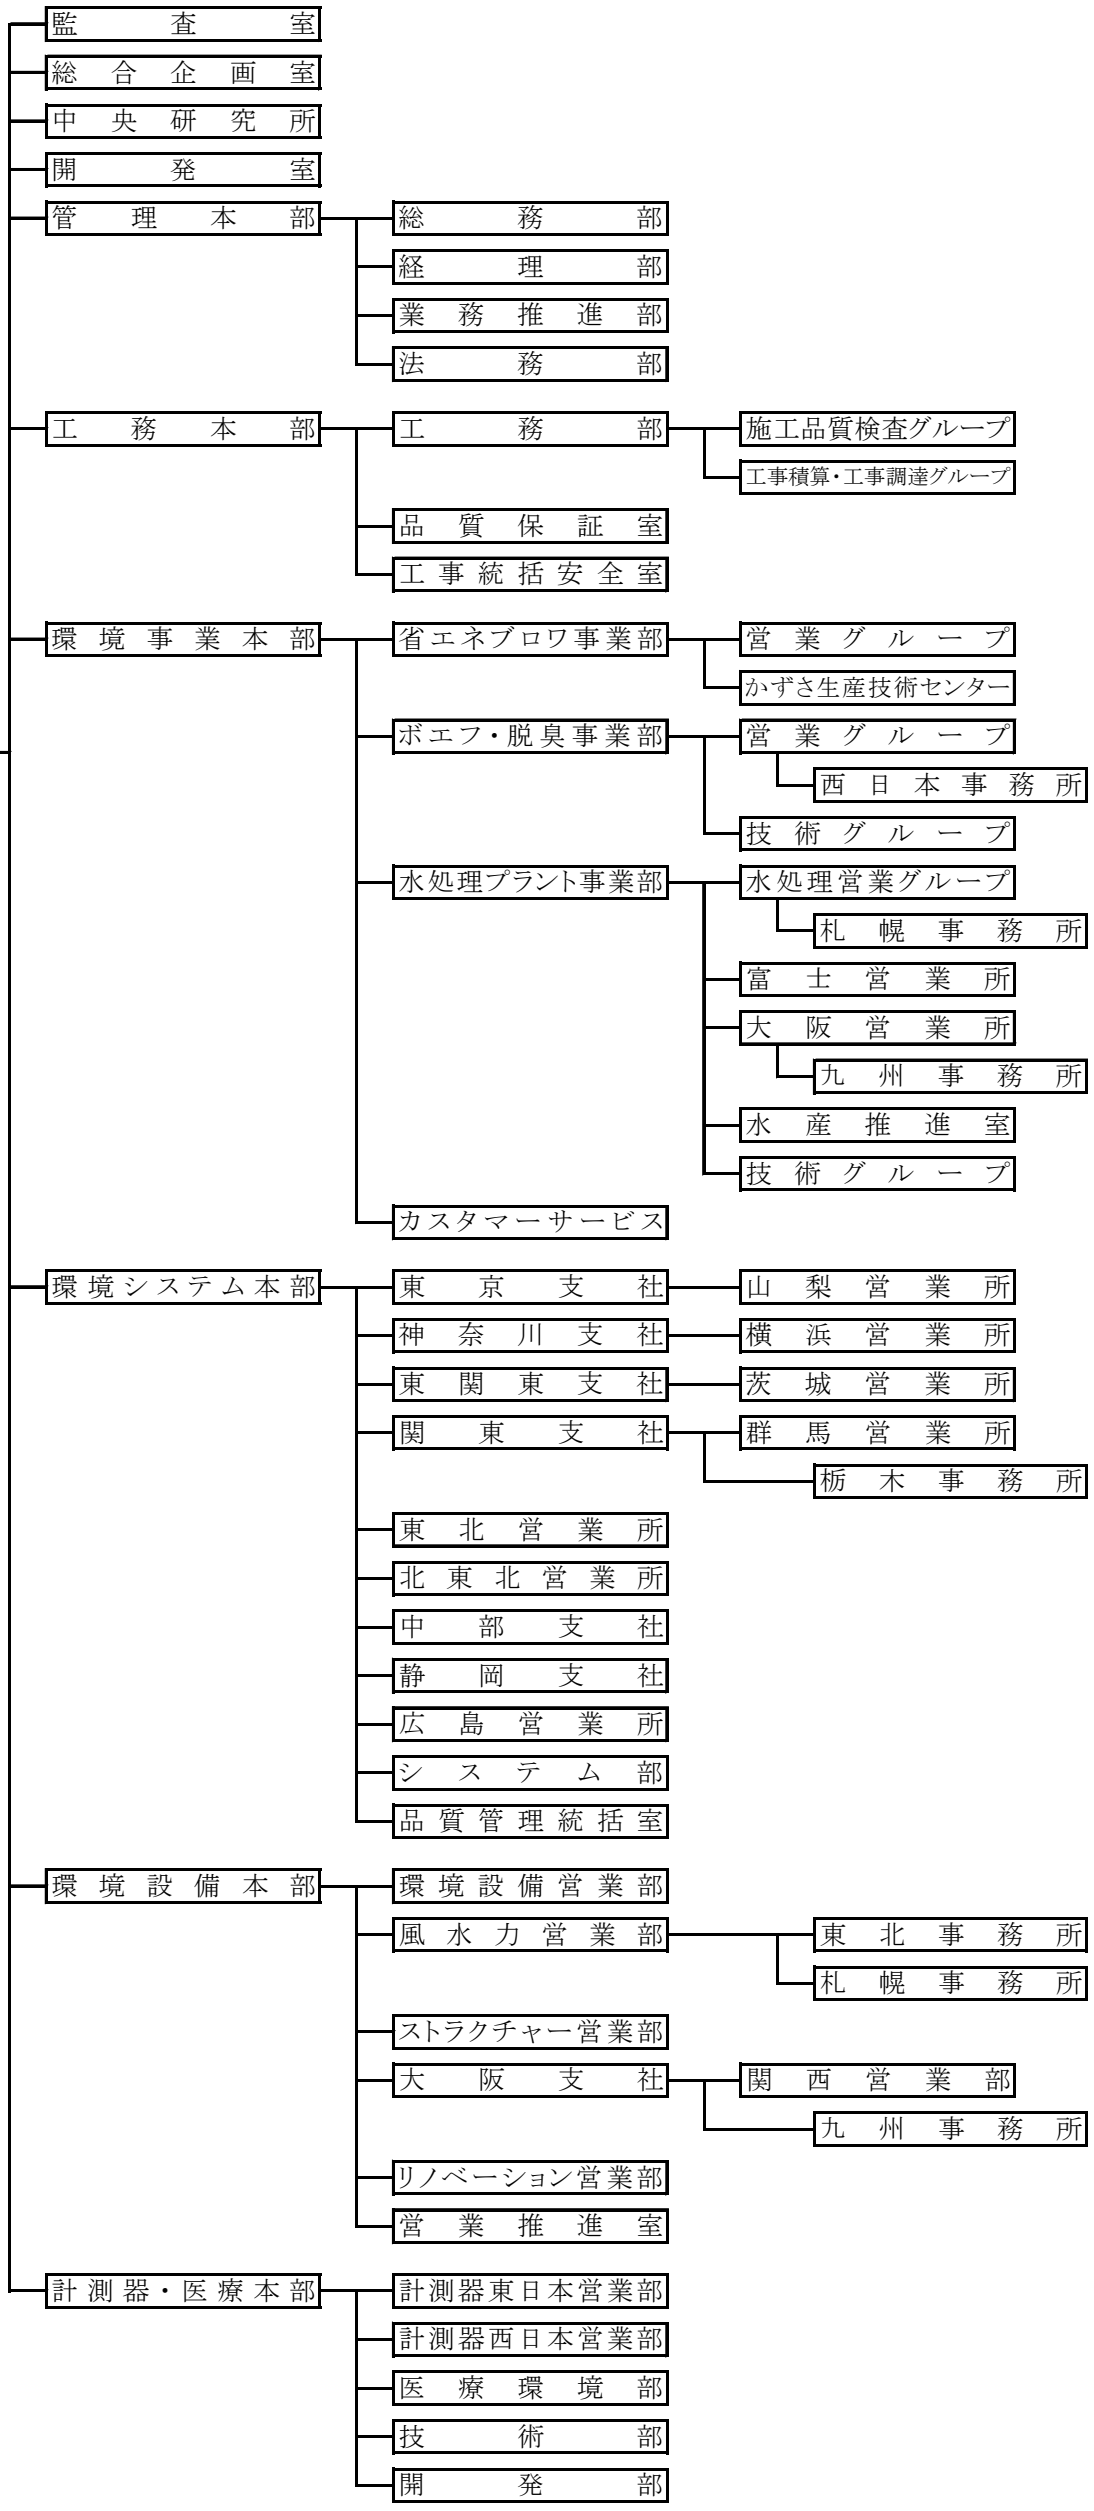 監査室
総合企画室
中央研究所
開発室
管理本部 総務部
経理部
業務推進部
法務部
工務本部 工務部 施工品質検査グループ
工事積算・工事調達グループ
品質保証室
工事統括安全室
環境事業本部 省エネブロワ事業部 営業グループ
かずさ生産技術センター
ボエフ・脱臭事業部 営業グループ
西日本事務所
技術グループ
水処理プラント事業部 水処理営業グループ
札幌事務所
富士営業所
大阪営業所
九州事務所
水産推進室
技術グループ
カスタマーサービス
環境システム本部 東京支社 山梨営業所
神奈川支社 横浜営業所
東関東支社 茨城営業所
関東支社 群馬営業所
栃木事務所
東北営業所
北東北営業所
中部支社
静岡支社
広島営業所
システム部
品質管理統括室
環境設備本部 環境設備営業部
風水力営業部 東北事務所
札幌事務所
ストラクチャー営業部
大阪支社 関西営業部
九州事務所
リノベーション営業部
営業推進室
計測器・医療本部 計測器東日本営業部
計測器西日本営業部
医療環境部
技術部
開発部